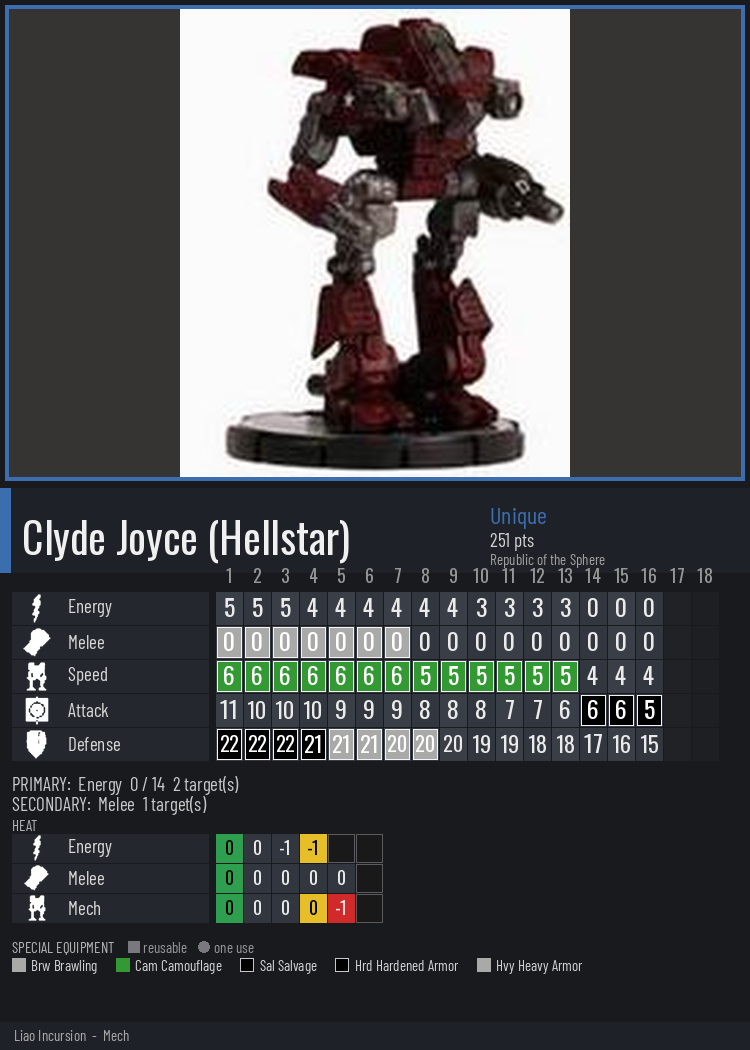 Clyde Joyce (Hellstar)
Unique
251 pts
Republic of the Sphere
1 2 3 4 5 6 7 8 9 10 11 12 13 14 15 16 17 18
Energy 5 5 5 4 4 4 4 4 4 3 3 3 3 0 0 0
Melee 0 0 0 0 0 0 0 0 0 0 0 0 0 0 0 0
Speed 6 6 6 6 6 6 6 5 5 5 5 5 5 4 4 4
Attack 11 10 10 10 9 9 9 8 8 8 7 7 6 6 6 5
Defense 22 22 22 21 21 21 20 20 20 19 19 18 18 17 16 15
PRIMARY: Energy 0 / 14 2 target(s)
SECONDARY: Melee 1 target(s)
HEAT
Energy 0 0 -1 -1
Melee 0 0 0 0 0
Mech 0 0 0 0 -1
SPECIAL EQUIPMENT reusable one use
Brw Brawling Cam Camouflage Sal Salvage Hrd Hardened Armor Hvy Heavy Armor
Liao Incursion - Mech